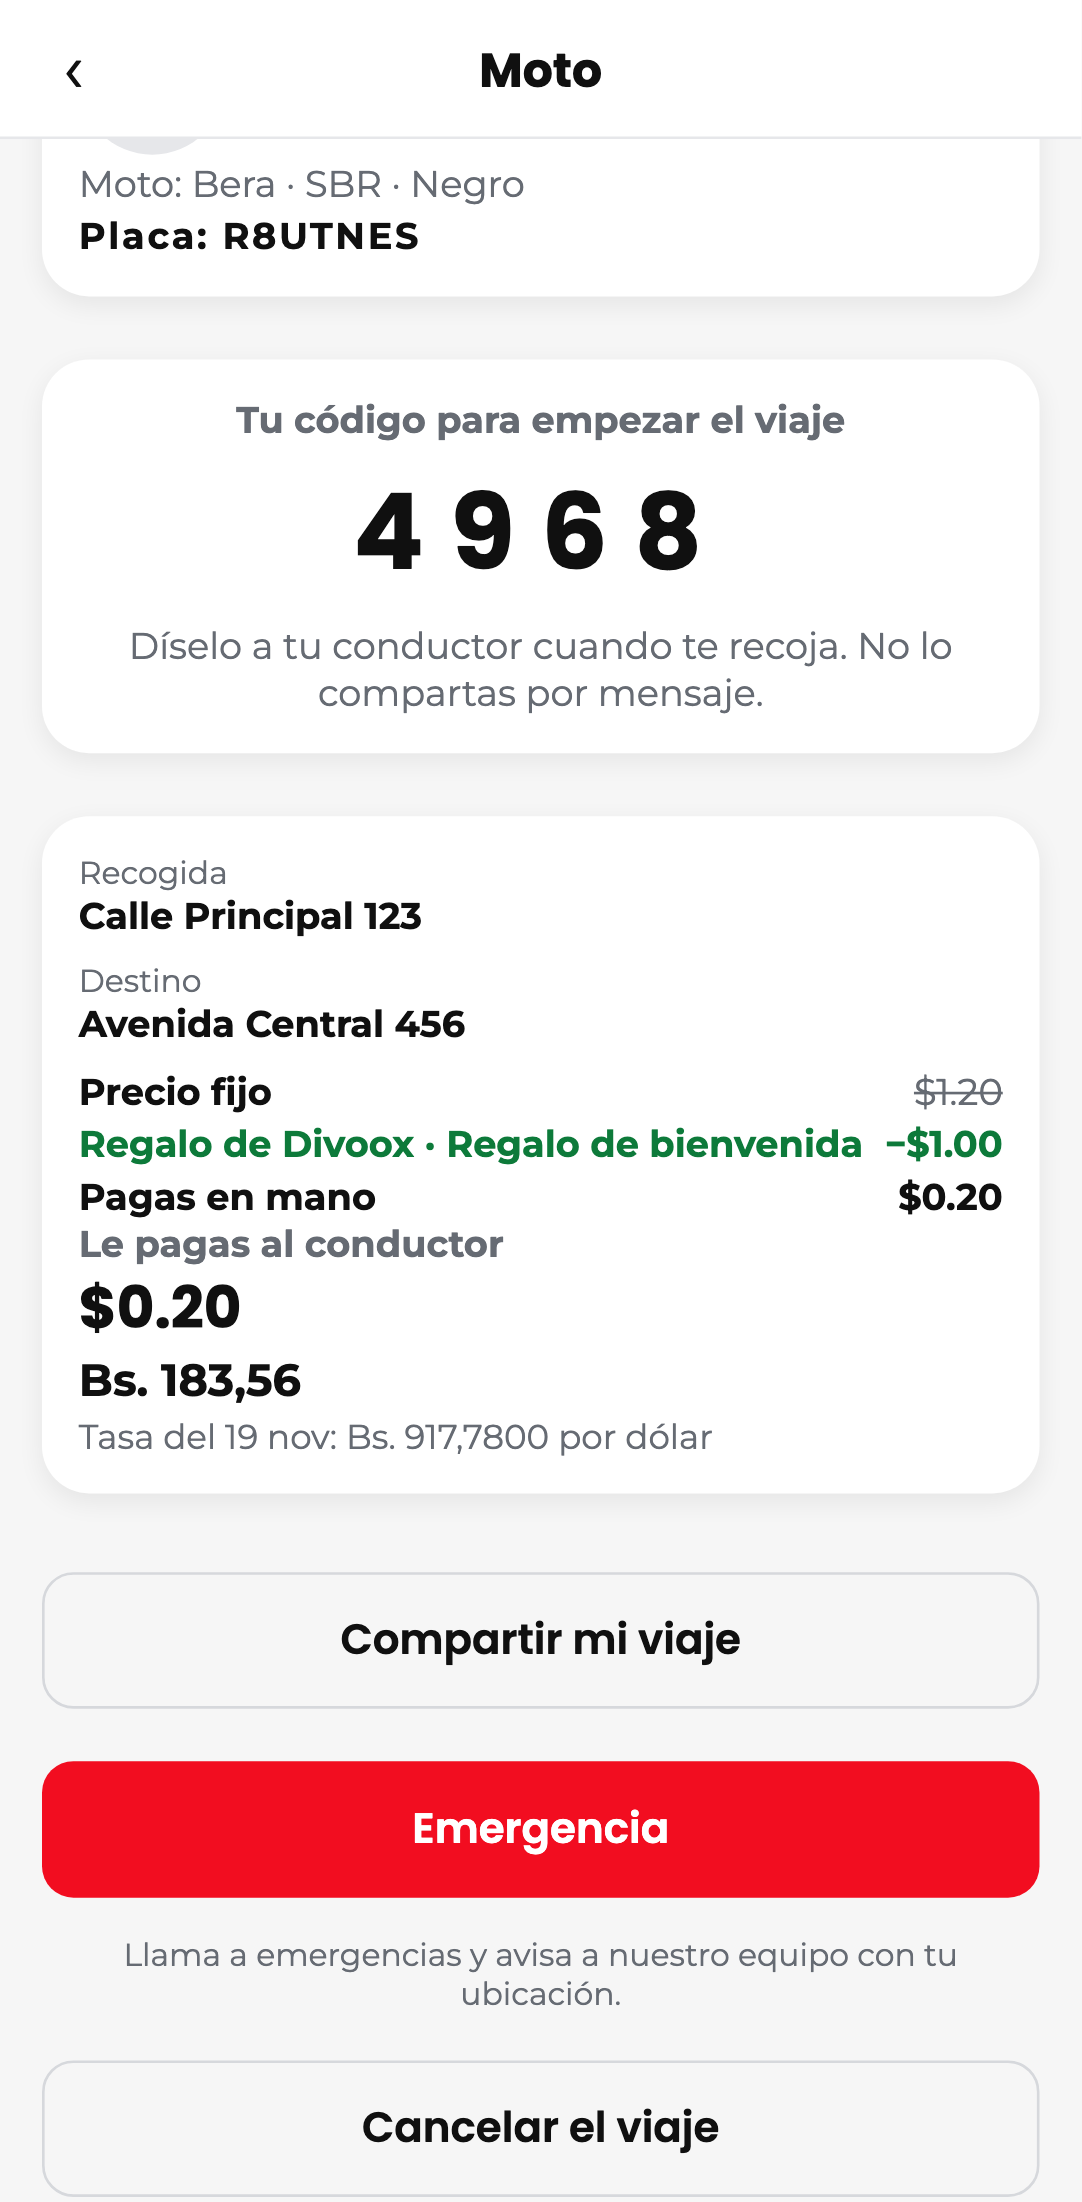 Moto
Moto: Bera · SBR · Negro
Placa: R8UTNES
Tu código para empezar el viaje
4968
Díselo a tu conductor cuando te recoja. No lo
compartas por mensaje.
Recogida
Calle Principal 123
Destino
Avenida Central 456
Precio fijo $1.20
Regalo de Divoox · Regalo de bienvenida −$1.00
Pagas en mano $0.20
Le pagas al conductor
$0.20
Bs. 183,56
Tasa del 19 nov: Bs. 917,7800 por dólar
Compartir mi viaje
Emergencia
Llama a emergencias y avisa a nuestro equipo con tu
ubicación.
Cancelar el viaje